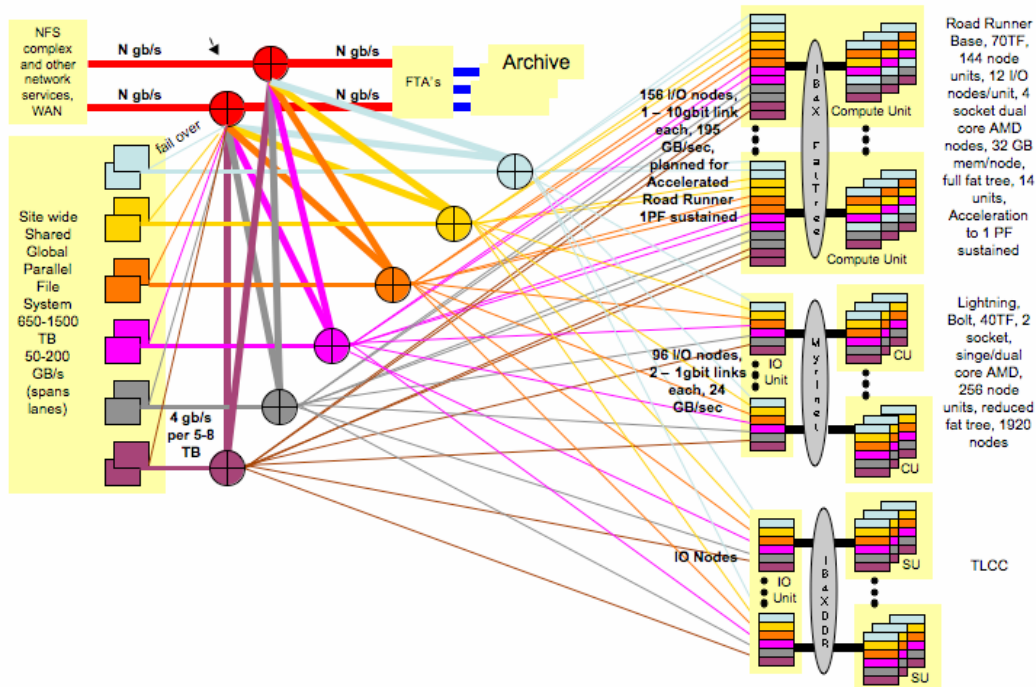 NFS
complex
and other
network
services,
WAN
N gb/s
N gb/s
N gb/s
N gb/s
FTA's
Archive
fail over
Site wide
Shared
Global
Parallel
File
System
650-1500
TB
50-200
GB/s
(spans
lanes)
4 gb/s
per 5-8
TB
156 I/O nodes,
1 – 10gbit link
each, 195
GB/sec,
planned for
Accelerated
Road Runner
1PF sustained
IB4X FatTree
Compute Unit
Compute Unit
Road Runner
Base, 70TF,
144 node
units, 12 I/O
nodes/unit, 4
socket dual
core AMD
nodes, 32 GB
mem/node,
full fat tree, 14
units,
Acceleration
to 1 PF
sustained
96 I/O nodes,
2 – 1gbit links
each, 24
GB/sec
IO
Unit
Myrinet
CU
CU
Lightning,
Bolt, 40TF, 2
socket,
singe/dual
core AMD,
256 node
units, reduced
fat tree, 1920
nodes
IO Nodes
IO
Unit
IB4XDDR
SU
SU
TLCC